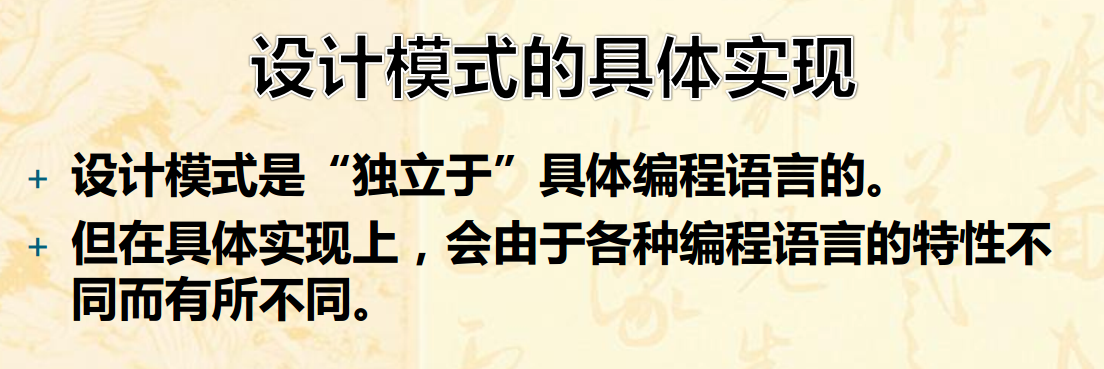 设计模式的具体实现
+ 设计模式是“独立于”具体编程语言的。
+ 但在具体实现上，会由于各种编程语言的特性不
同而有所不同。